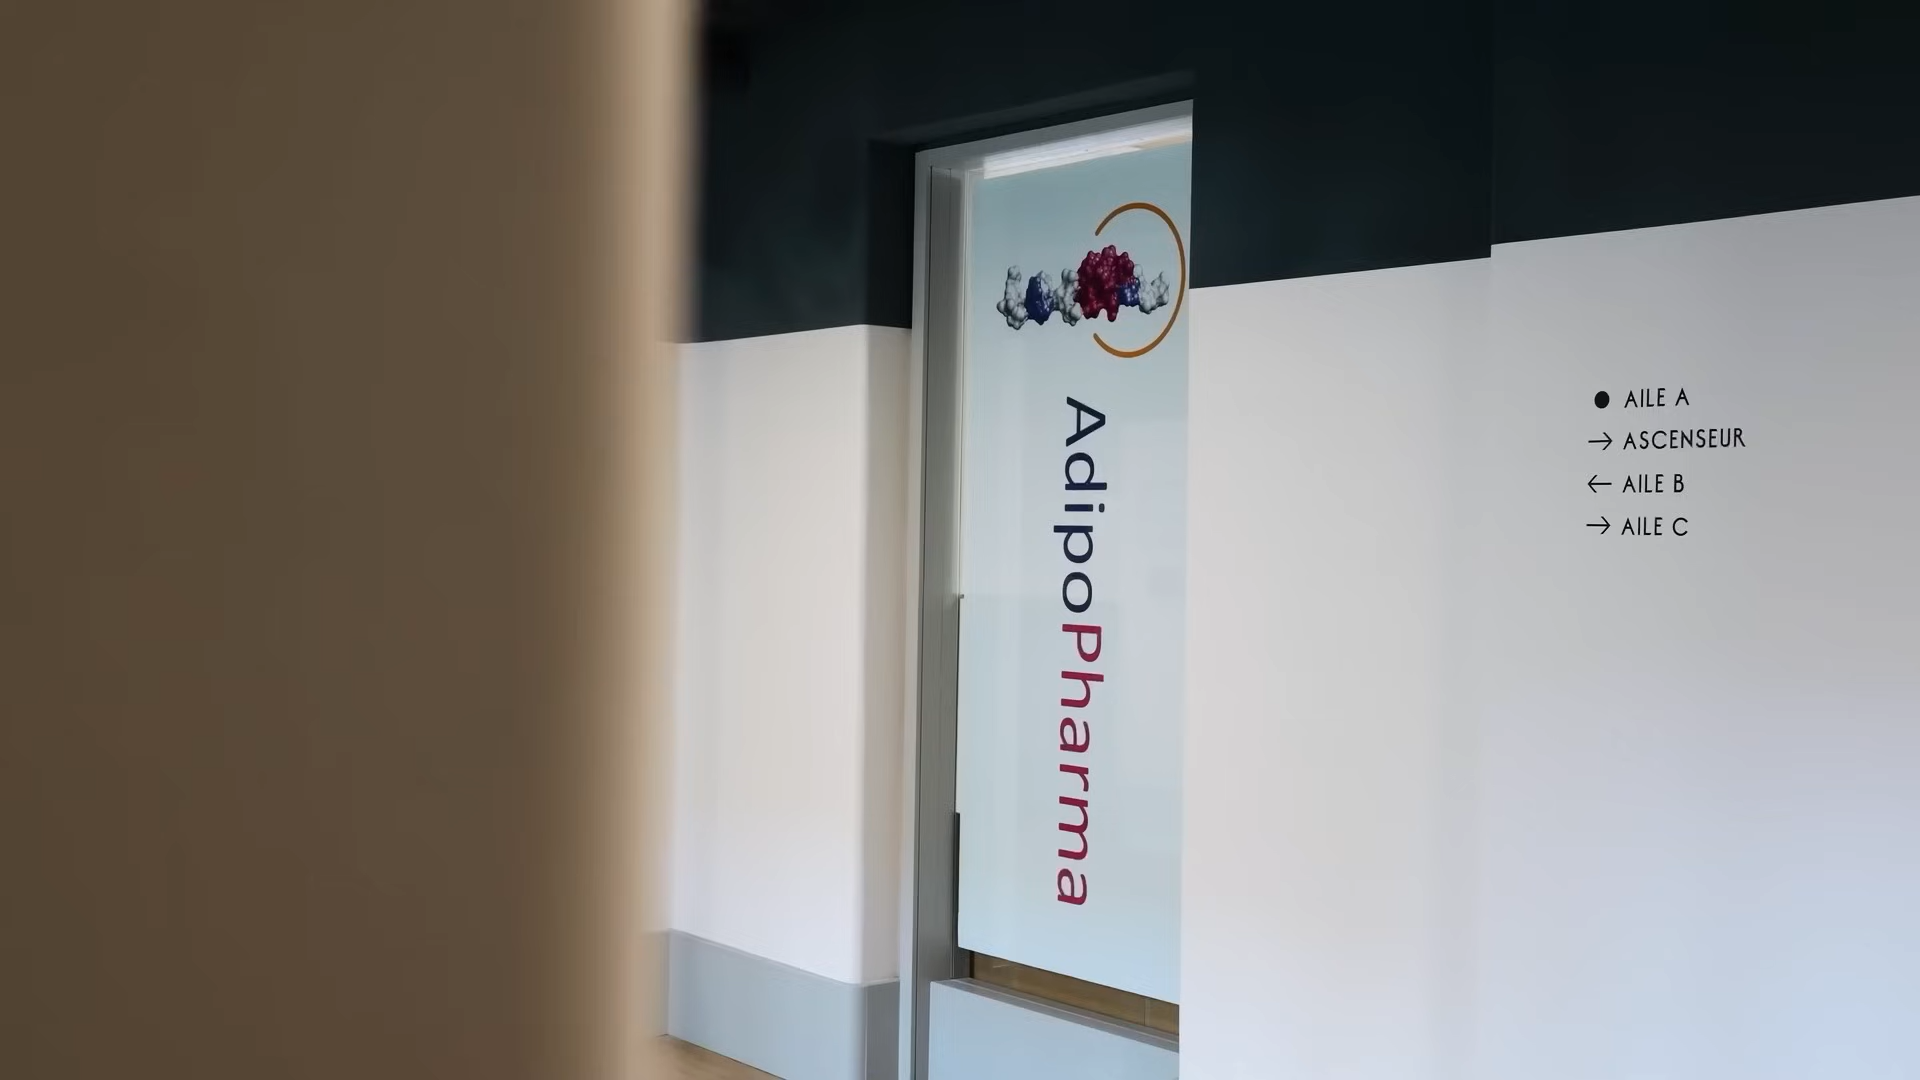 AdipoPharma
AILE A
→ ASCENSEUR
← AILE B
→ AILE C